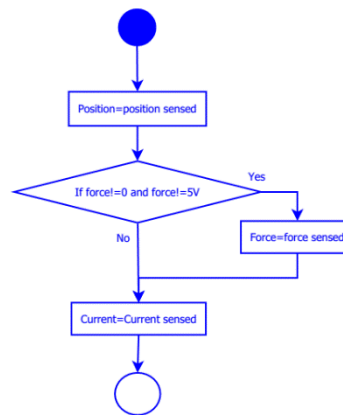 Position=position sensed
If force!=0 and force!=5V
Yes
No
Force=force sensed
Current=Current sensed